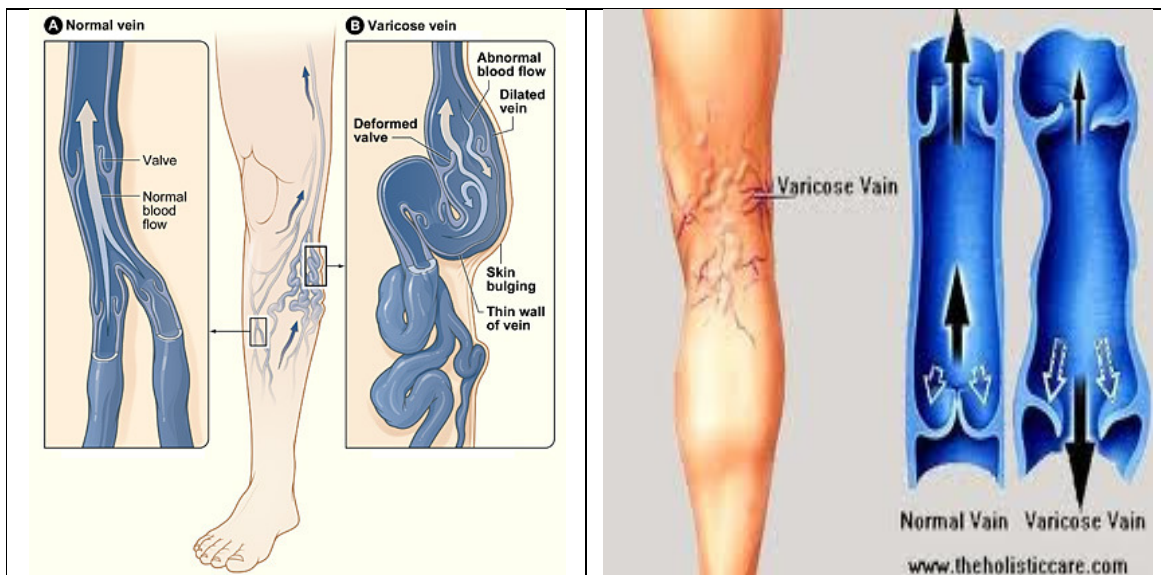 A Normal vein
Valve
Normal
blood
flow
B Varicose vein
Abnormal
blood flow
Dilated
vein
Deformed
valve
Skin
bulging
Thin wall
of vein
Varicose Vain
Normal Vain
Varicose Vain
www.theholisticcare.com